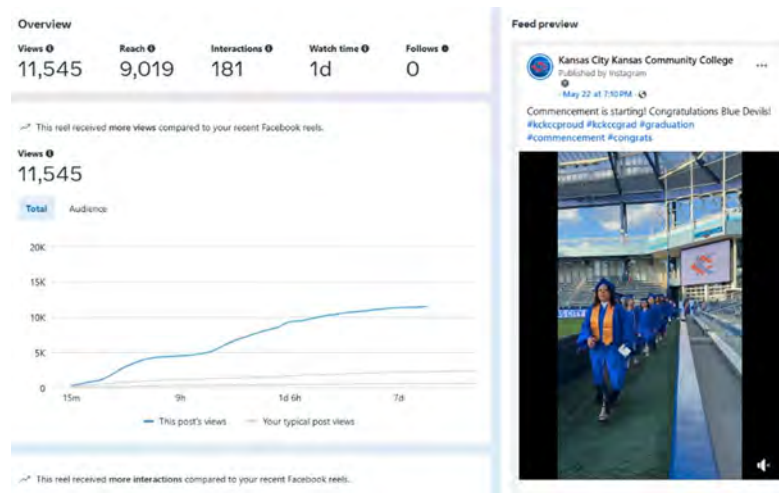 Overview
Views Reach Interactions Watch time Follows
11,545 9,019 181 1d 0
This reel received more views compared to your recent Facebook reels.
Views
11,545
Total Audience
20K
15K
10K
5K
0
15m 9h 1d 6h 7d
This post's views Your typical post views
This reel received more interactions compared to your recent Facebook reels.
Feed preview
Kansas City Kansas Community College
Published by Instagram
· May 22 at 7:10 PM ·
Commencement is starting! Congratulations Blue Devils!
#kckccproud #kckccgrad #graduation
#commencement #congrats
AS CITY